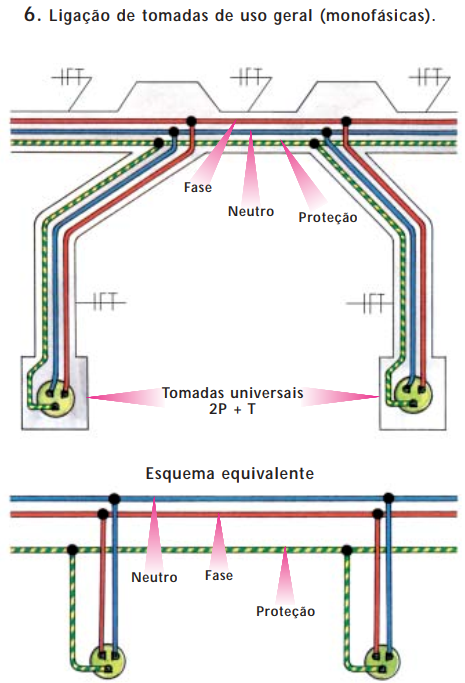 6. Ligação de tomadas de uso geral (monofásicas).
Fase
Neutro
Proteção
Tomadas universais
2P + T
Esquema equivalente
Neutro
Fase
Proteção